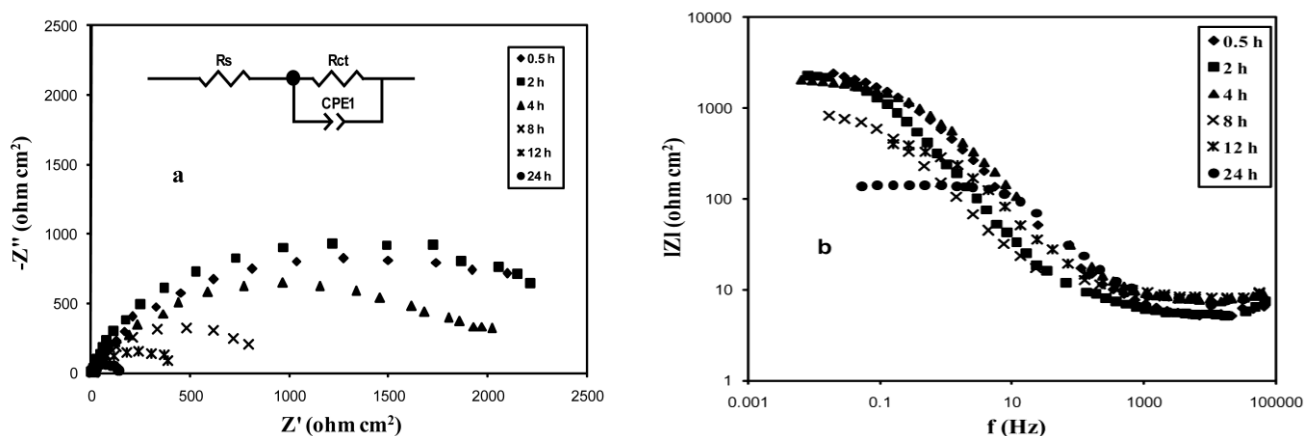 2500
2000
1500
1000
500
0
-Z'' (ohm cm2)
0
500
1000
1500
2000
2500
Z' (ohm cm2)
Rs
Rct
CPE1
a
0.5 h
2 h
4 h
8 h
12 h
24 h
10000
1000
100
10
1
|Z| (ohm cm2)
0.001
0.1
10
1000
100000
f (Hz)
b
0.5 h
2 h
4 h
8 h
12 h
24 h